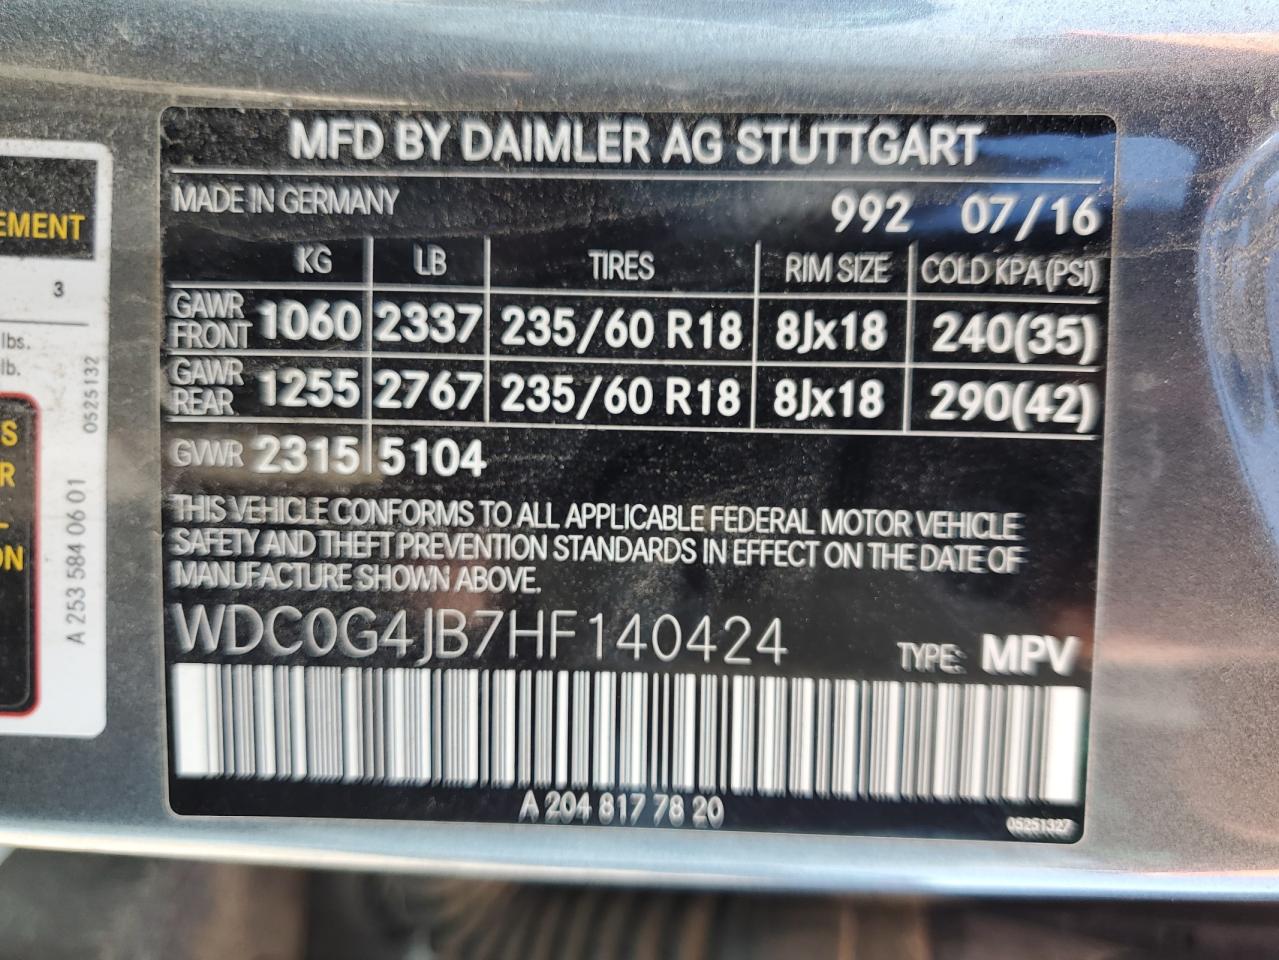 MFD BY DAIMLER AG STUTTGART
MADE IN GERMANY 992 07/16
KG LB TIRES RIM SIZE COLD KPA(PSI)
GAWR FRONT 1060 2337 235/60 R18 8Jx18 240(35)
GAWR REAR 1255 2767 235/60 R18 8Jx18 290(42)
GVWR 2315 5104
THIS VEHICLE CONFORMS TO ALL APPLICABLE FEDERAL MOTOR VEHICLE
SAFETY AND THEFT PREVENTION STANDARDS IN EFFECT ON THE DATE OF
MANUFACTURE SHOWN ABOVE.
WDC0G4JB7HF140424 TYPE: MPV
A 204 817 78 20
05251327
EMENT
3
lbs.
lb.
S
R
ON
A 253 584 06 01 0525132